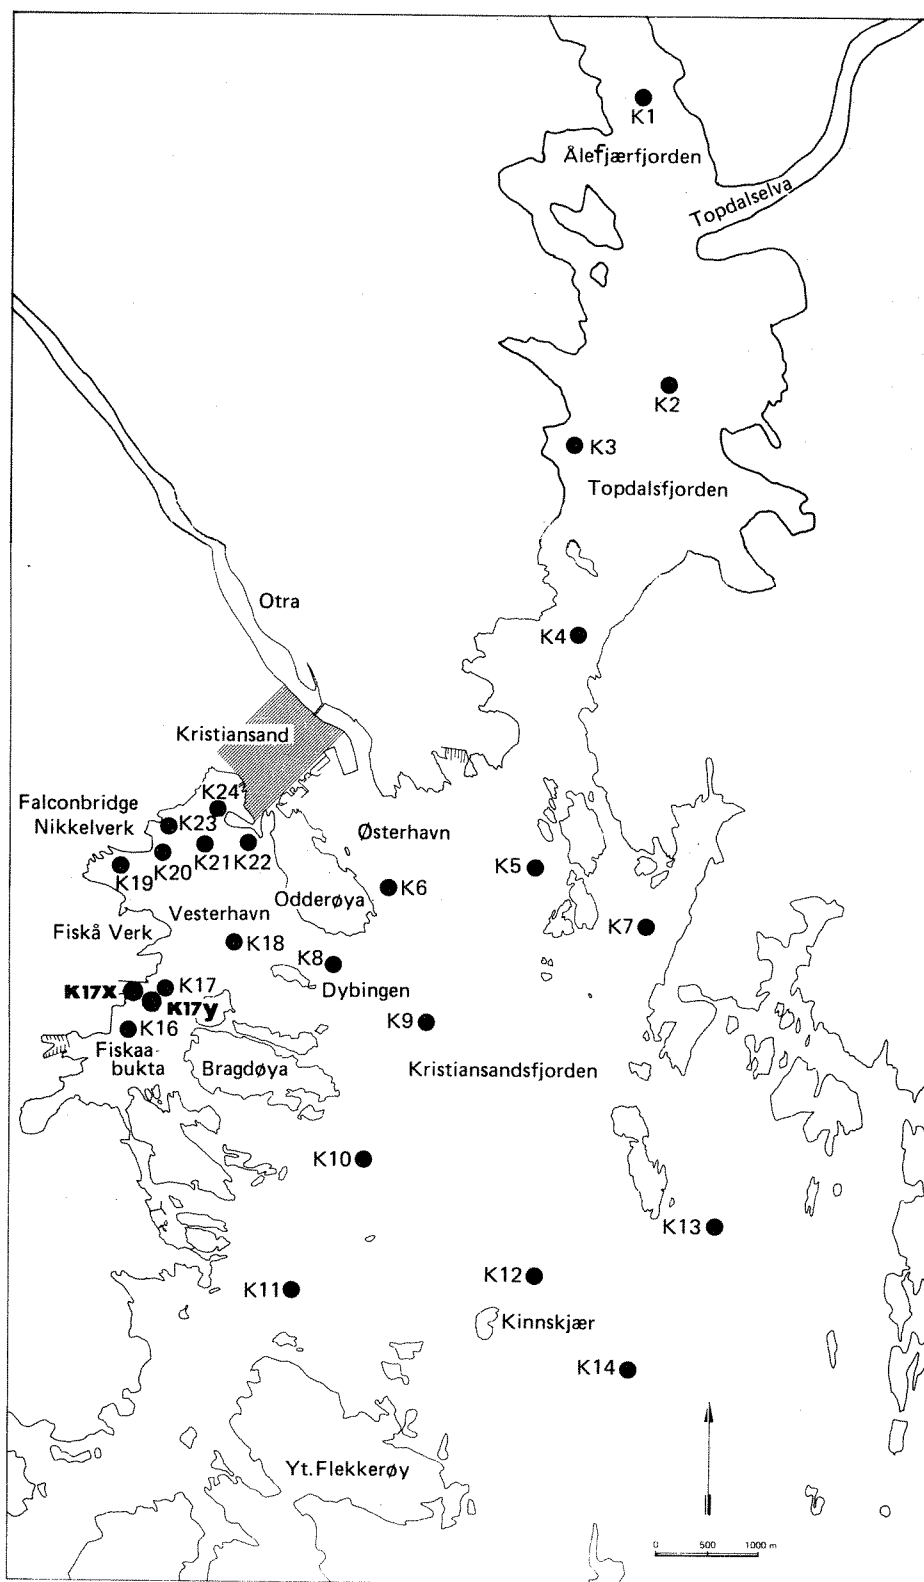 K1
Ålefjærfjorden
Topdalselva
K2
K3
Topdalsfjorden
Otra
K4
Kristiansand
K24
Falconbridge
Nikkelverk
K23
Østerhavn
K21
K22
K20
K19
K5
K6
Odderøya
Vesterhavn
K7
Fiskå Verk
K18
K8
K17
K17X
Dybingen
K17y
K9
K16
Fiskaa-
bukta
Bragdøya
Kristiansandsfjorden
K10
K13
K12
K11
Kinnskjær
K14
Yt. Flekkerøy
0 500 1000 m